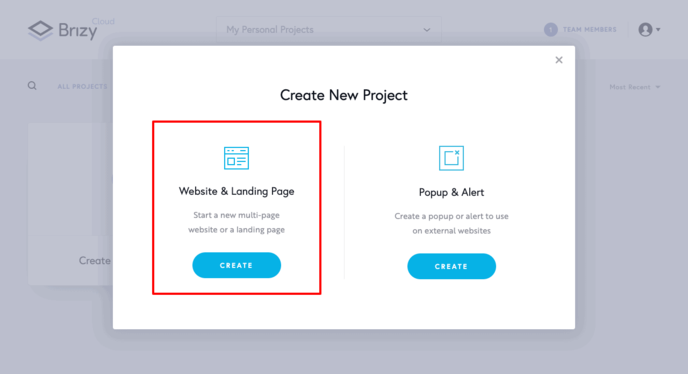 Brizy Cloud
My Personal Projects
TEAM MEMBERS
ALL PROJECTS
Most Recent
Create New Project
Website & Landing Page
Start a new multi-page
website or a landing page
CREATE
Popup & Alert
Create a popup or alert to use
on external websites
CREATE
Create